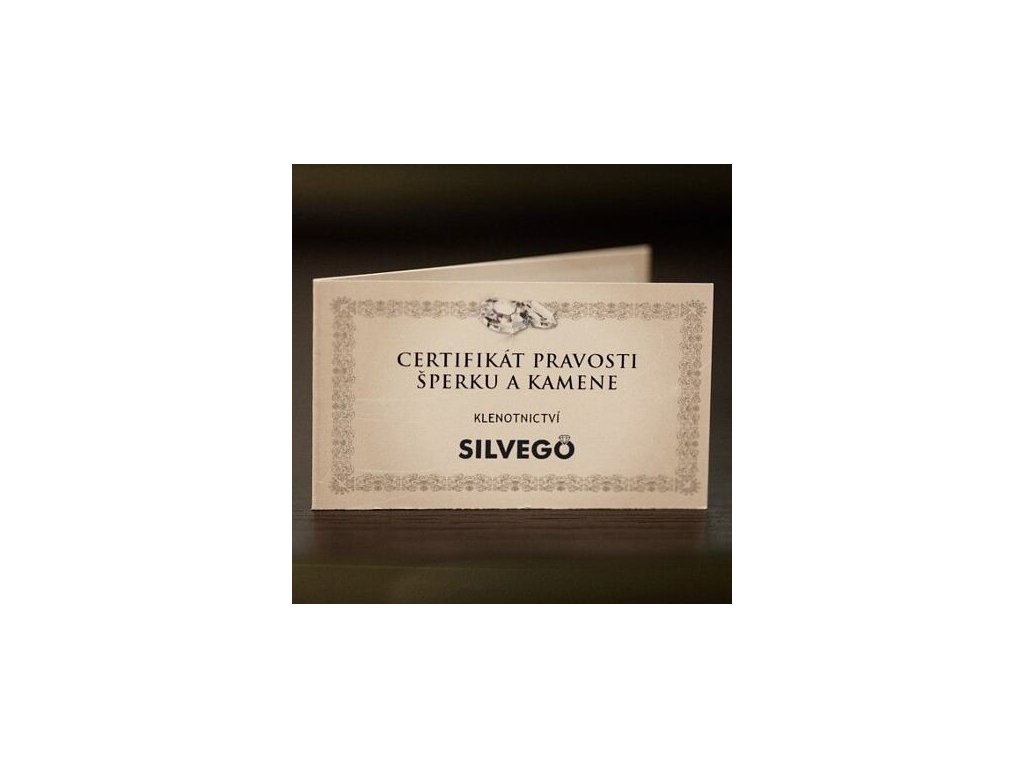 CERTIFIKÁT PRAVOSTI
ŠPERKU A KAMENE
KLENOTNICTVÍ
SILVEGO